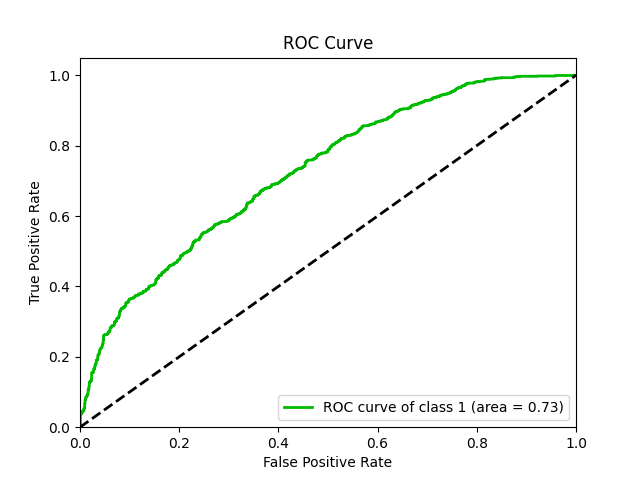 ROC Curve
True Positive Rate
1.0
0.8
0.6
0.4
0.2
0.0
ROC curve of class 1 (area = 0.73)
0.0 0.2 0.4 0.6 0.8 1.0
False Positive Rate